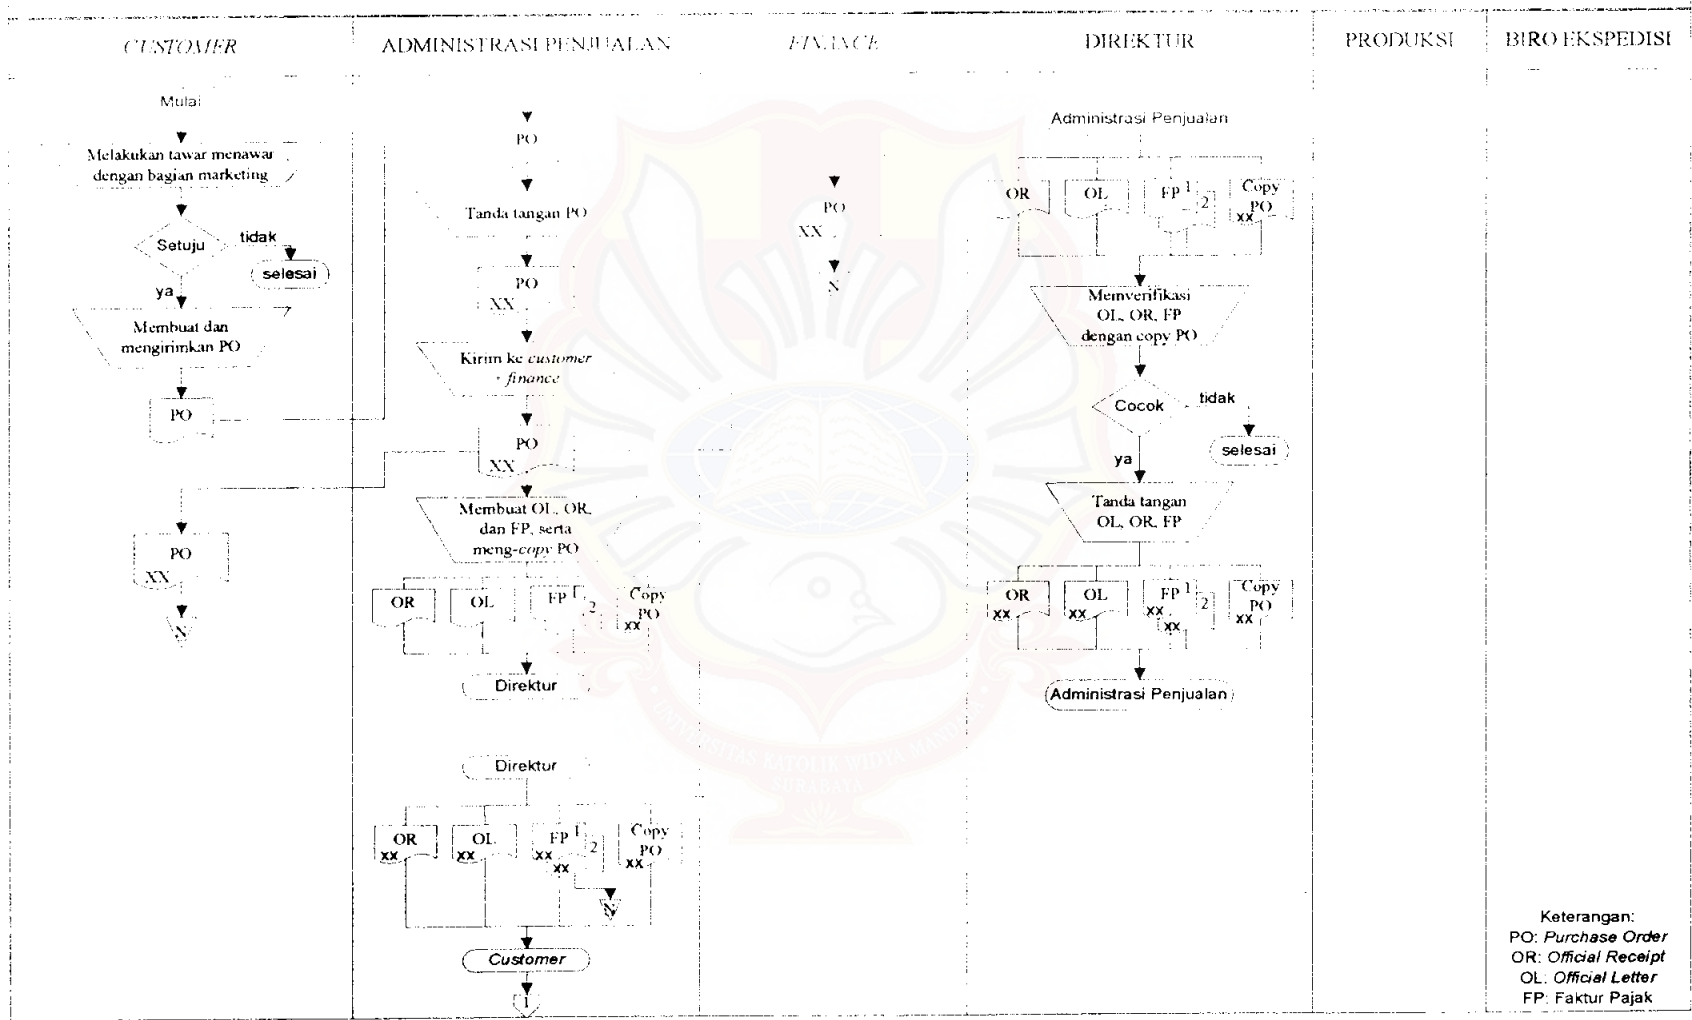 CUSTOMER
ADMINISTRASI PENJUALAN
FINANCE
DIREKTUR
PRODUKSI
BIRO EKSPEDISI
Mulai
Melakukan tawar menawar
dengan bagian marketing
Setuju
tidak
selesai
ya
Membuat dan
mengirimkan PO
PO
PO
XX
N
PO
Tanda tangan PO
PO
XX
Kirim ke customer
+ finance
PO
XX
Membuat OL, OR,
dan FP, serta
meng-copy PO
OR
OL
FP 1
2
Copy
PO
xx
Direktur
Direktur
OR
xx
OL
xx
FP 1
xx
2
xx
Copy
PO
xx
N
Customer
1
PO
XX
N
Administrasi Penjualan
OR
OL
FP 1
2
Copy
PO
xx
Memverifikasi
OL, OR, FP
dengan copy PO
Cocok
tidak
selesai
ya
Tanda tangan
OL, OR, FP
OR
xx
OL
xx
FP 1
xx
2
xx
Copy
PO
xx
Administrasi Penjualan
UNIVERSITAS KATOLIK WIDYA MANDALA
SURABAYA
Keterangan:
PO: Purchase Order
OR: Official Receipt
OL: Official Letter
FP: Faktur Pajak